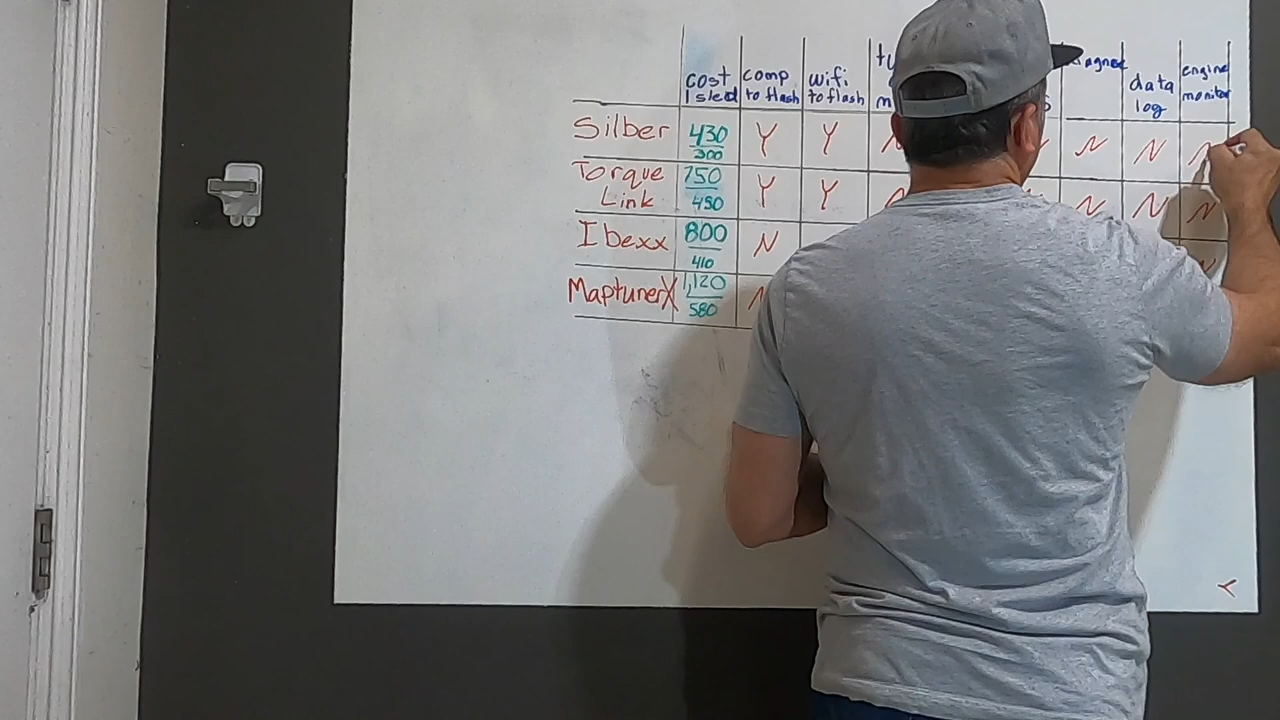 cost comp wifi
1 sled to flash to flash
data log
engine monitor
Silber 430 300 Y Y N N N
Torque Link 750 450 Y Y N N N
Ibexx 800 410 N
MaptunerX 1,120 580 N
Y